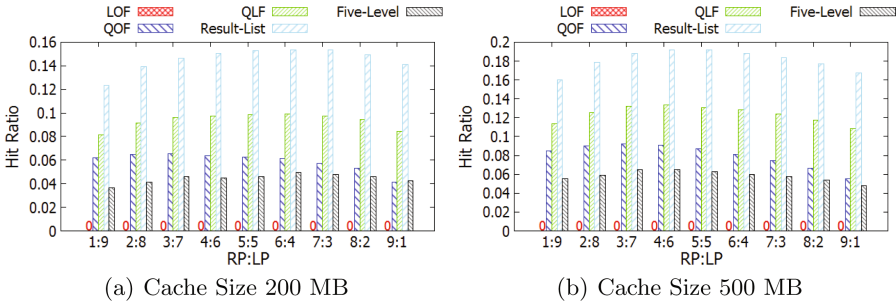 LOF QLF Five-Level
QOF Result-List
0.16
0.14
0.12
0.1
0.08
0.06
0.04
0.02
0
Hit Ratio
0 0 0 0 0 0 0 0 0
1:9 2:8 3:7 4:6 5:5 6:4 7:3 8:2 9:1
RP:LP
(a) Cache Size 200 MB
LOF QLF Five-Level
QOF Result-List
0.2
0.18
0.16
0.14
0.12
0.1
0.08
0.06
0.04
0.02
0
Hit Ratio
0 0 0 0 0 0 0 0 0
1:9 2:8 3:7 4:6 5:5 6:4 7:3 8:2 9:1
RP:LP
(b) Cache Size 500 MB